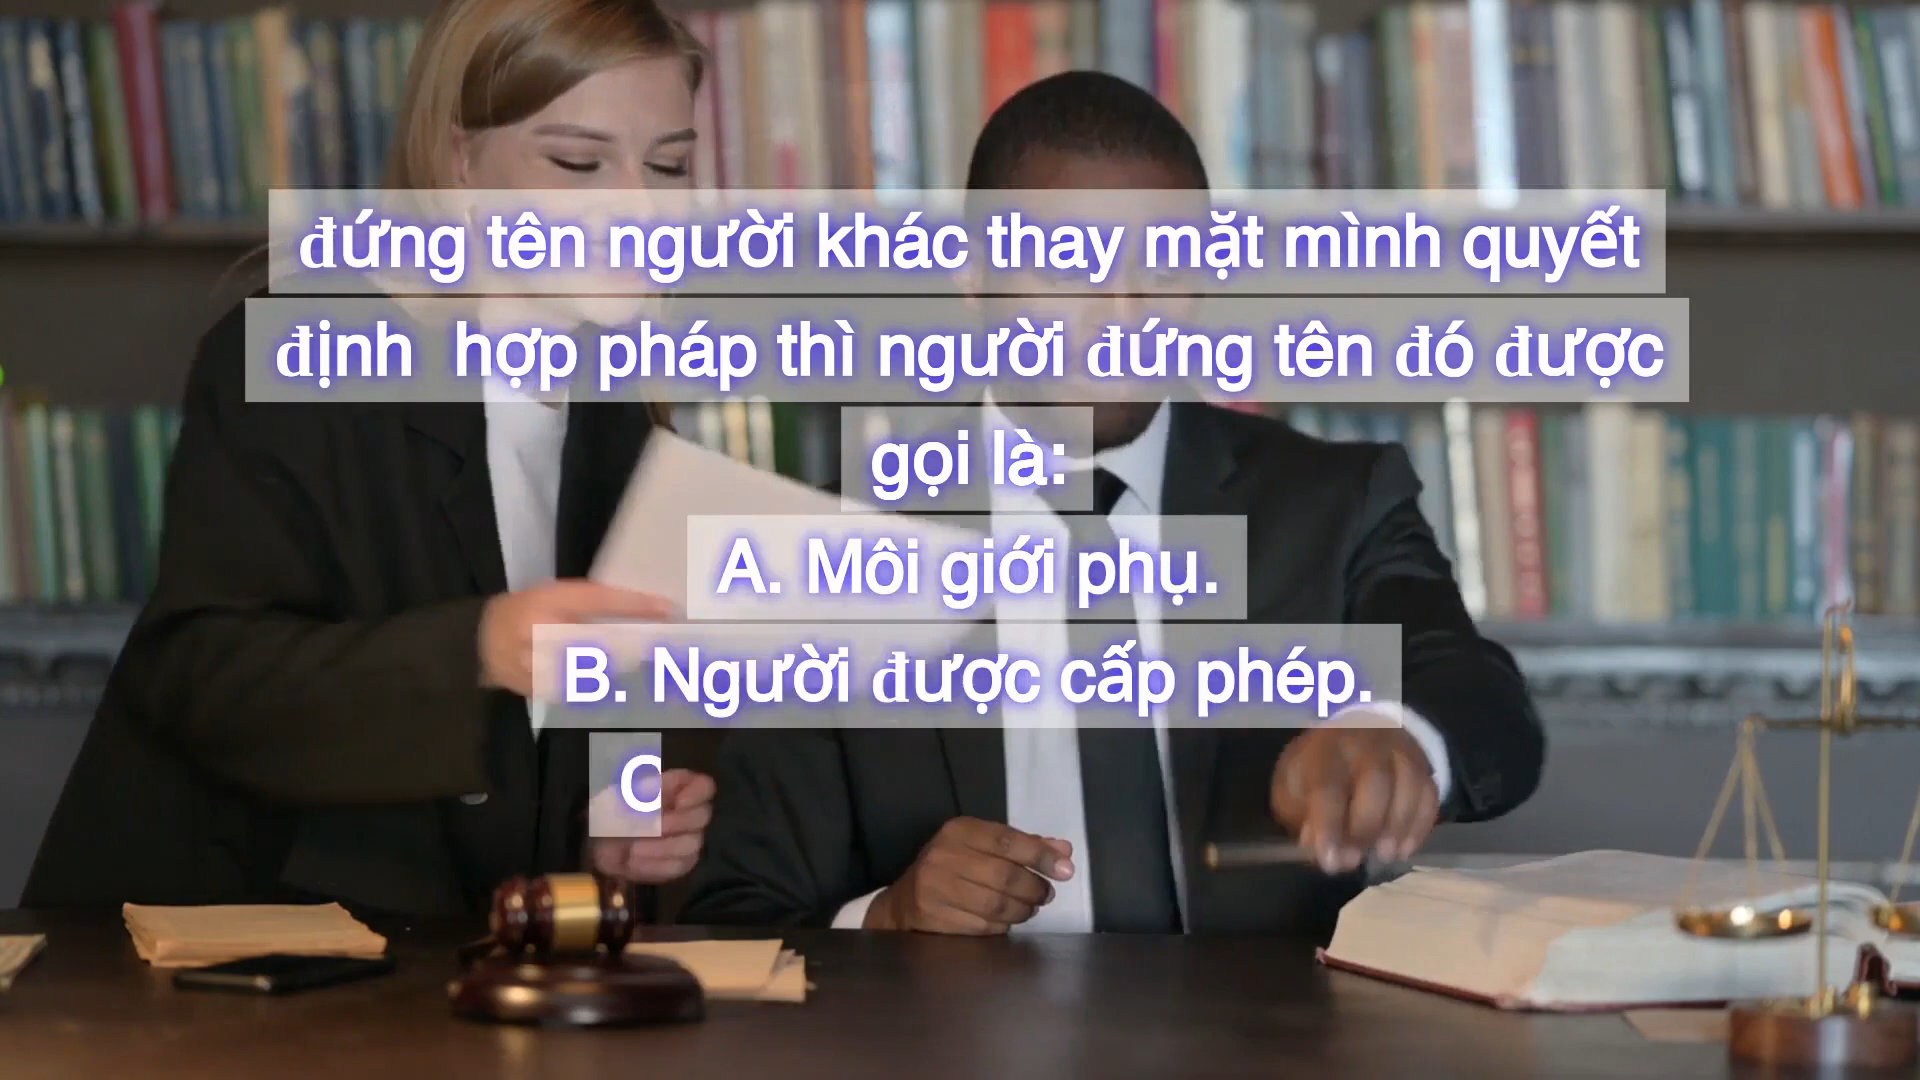 đứng tên người khác thay mặt mình quyết
định hợp pháp thì người đứng tên đó được
gọi là:
A. Môi giới phụ.
B. Người được cấp phép.
C